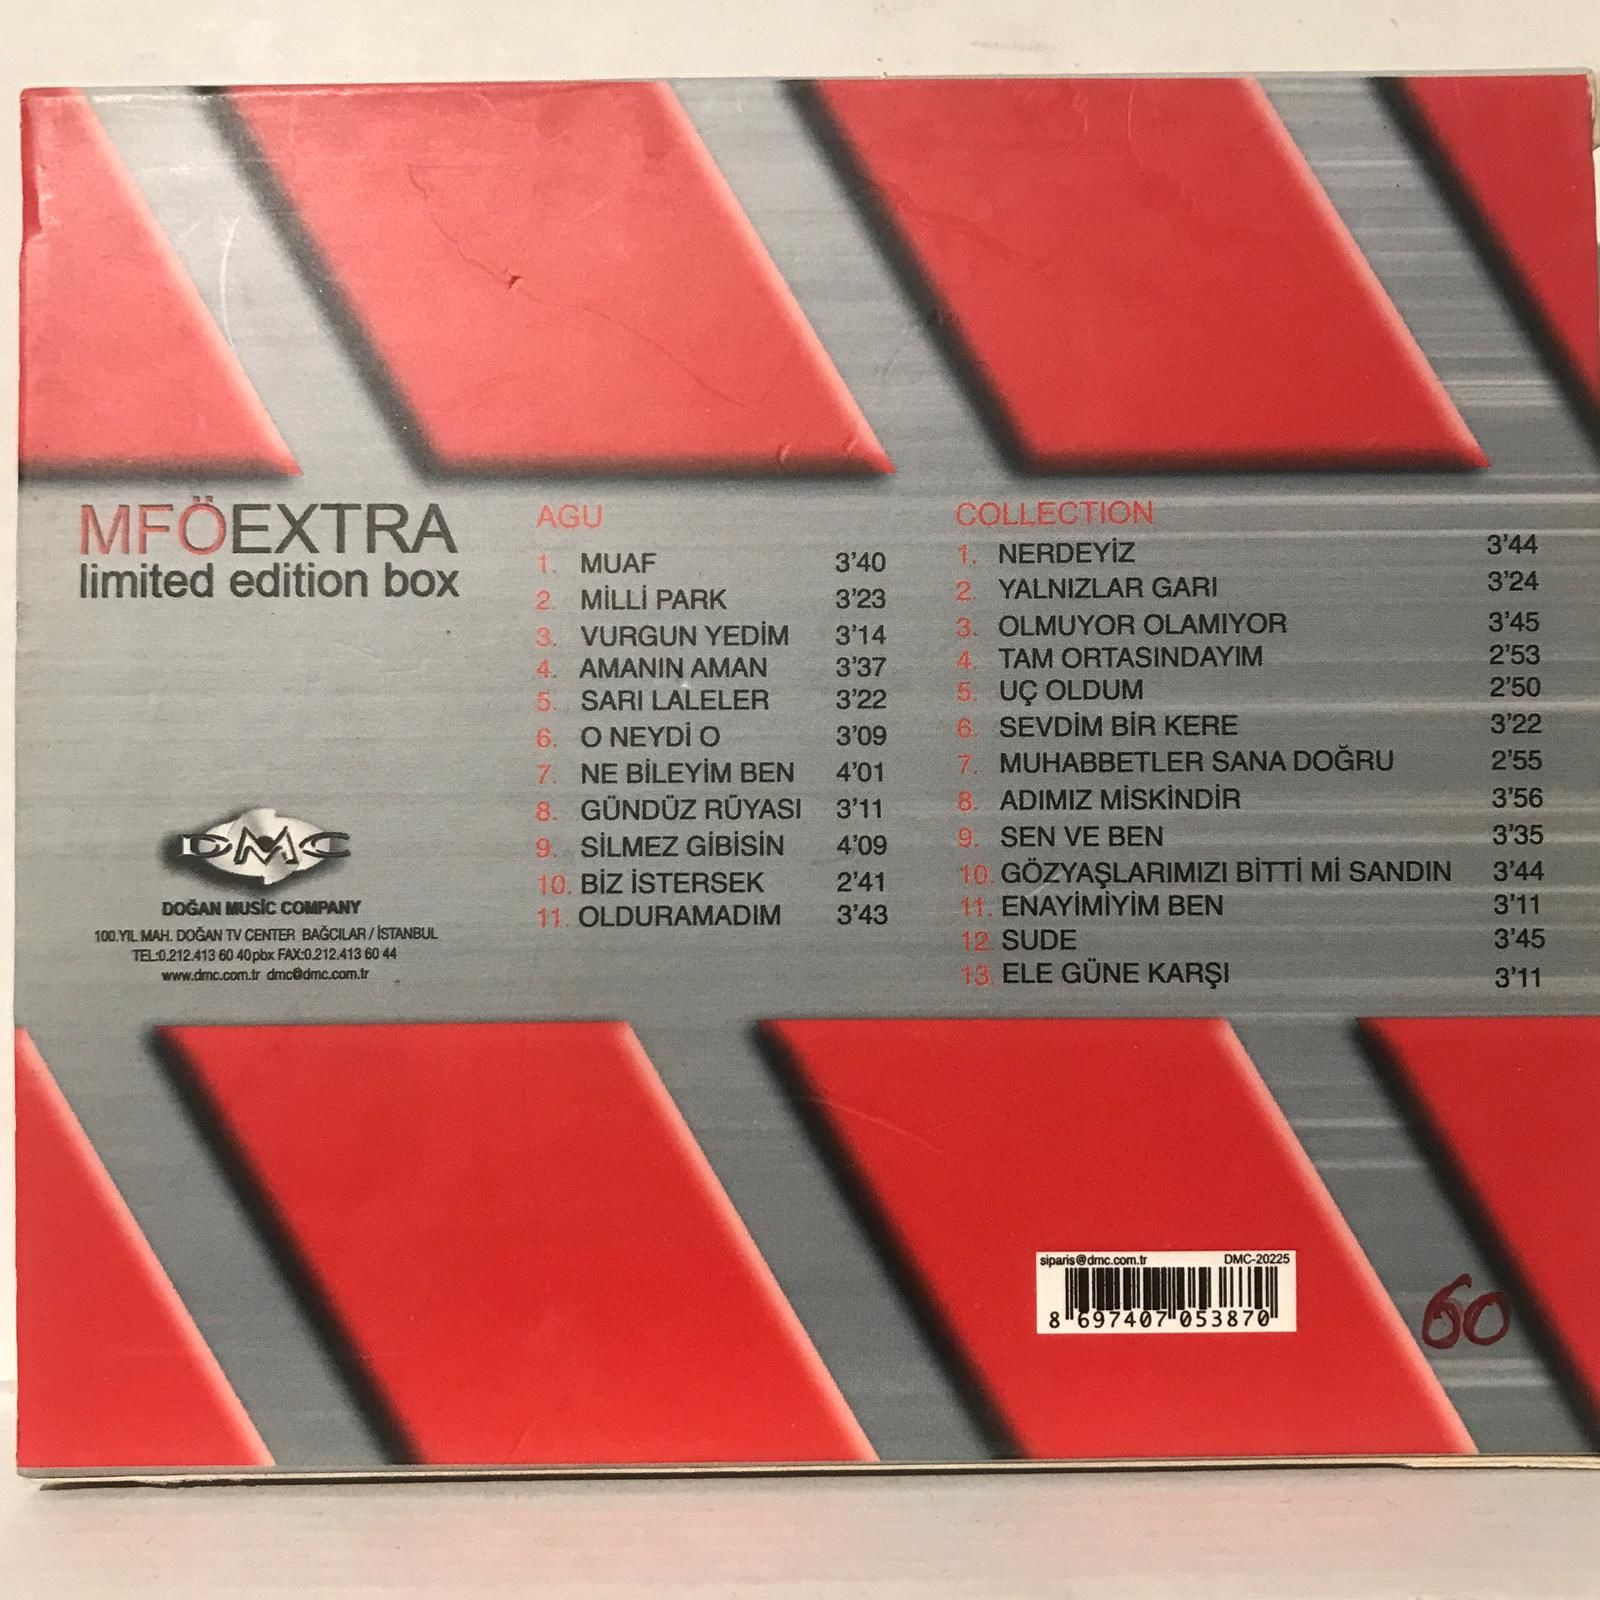 MFÖEXTRA
limited edition box
DMC
DOĞAN MUSİC COMPANY
100.YIL MAH. DOĞAN TV CENTER BAĞCILAR / İSTANBUL
TEL:0.212.413 60 40pbx FAX:0.212.413 60 44
www.dmc.com.tr dmc@dmc.com.tr
AGU
1. MUAF 3'40
2. MİLLİ PARK 3'23
3. VURGUN YEDİM 3'14
4. AMANIN AMAN 3'37
5. SARI LALELER 3'22
6. O NEYDİ O 3'09
7. NE BİLEYİM BEN 4'01
8. GÜNDÜZ RÜYASI 3'11
9. SİLMEZ GİBİSİN 4'09
10. BİZ İSTERSEK 2'41
11. OLDURAMADIM 3'43
COLLECTION
1. NERDEYİZ 3'44
2. YALNIZLAR GARI 3'24
3. OLMUYOR OLAMIYOR 3'45
4. TAM ORTASINDAYIM 2'53
5. UÇ OLDUM 2'50
6. SEVDİM BİR KERE 3'22
7. MUHABBETLER SANA DOĞRU 2'55
8. ADIMIZ MİSKİNDİR 3'56
9. SEN VE BEN 3'35
10. GÖZYAŞLARIMIZI BİTTİ Mİ SANDIN 3'44
11. ENAYİMİYİM BEN 3'11
12. SUDE 3'45
13. ELE GÜNE KARŞI 3'11
siparis@dmc.com.tr DMC-20225
8 697407 053870
60